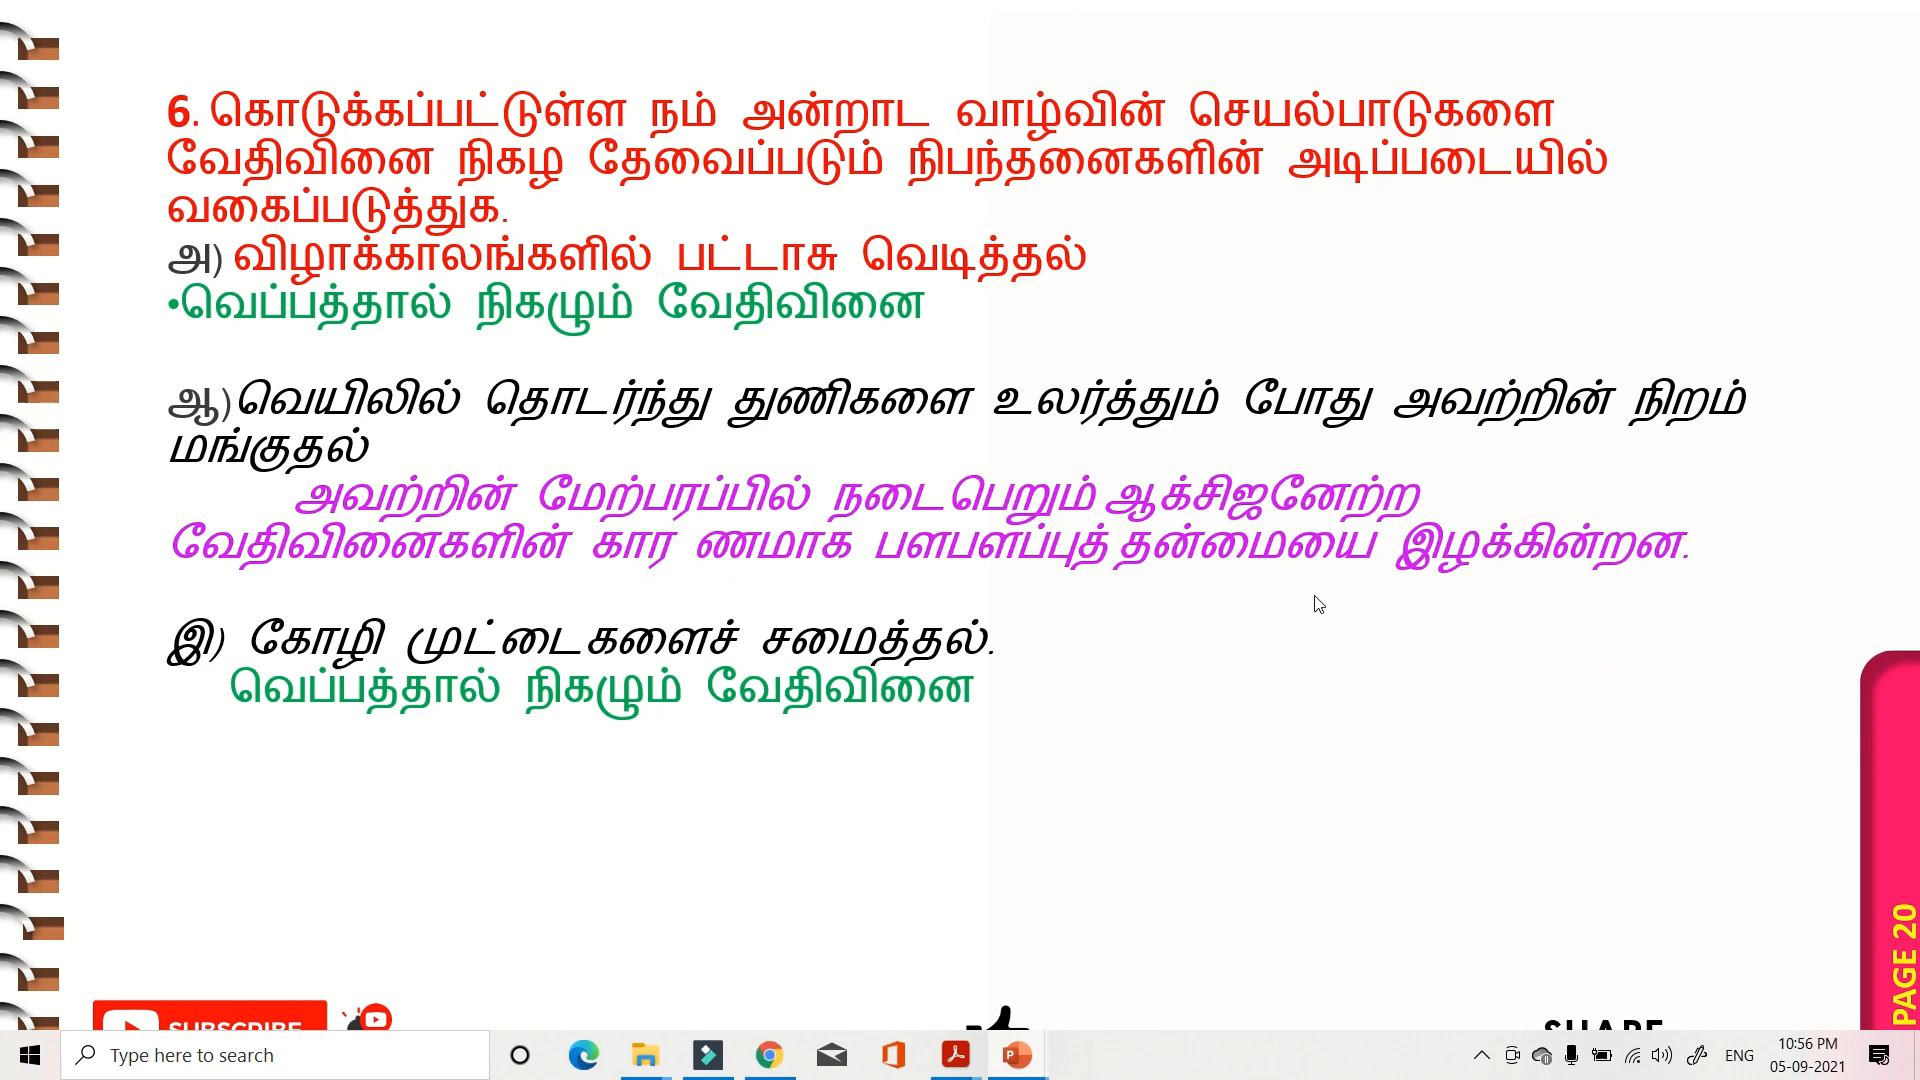 6. கொடுக்கப்பட்டுள்ள நம் அன்றாட வாழ்வின் செயல்பாடுகளை
வேதிவினை நிகழ தேவைப்படும் நிபந்தனைகளின் அடிப்படையில்
வகைப்படுத்துக.
அ) விழாக்காலங்களில் பட்டாசு வெடித்தல்
•வெப்பத்தால் நிகழும் வேதிவினை
ஆ)வெயிலில் தொடர்ந்து துணிகளை உலர்த்தும் போது அவற்றின் நிறம்
மங்குதல்
அவற்றின் மேற்பரப்பில் நடைபெறும் ஆக்சிஜனேற்ற
வேதிவினைகளின் கார ணமாக பளபளப்புத் தன்மையை இழக்கின்றன.
இ) கோழி முட்டைகளைச் சமைத்தல்.
வெப்பத்தால் நிகழும் வேதிவினை
PAGE 20
SUBSCRIBE
SHARE
Type here to search
ENG
10:56 PM
05-09-2021